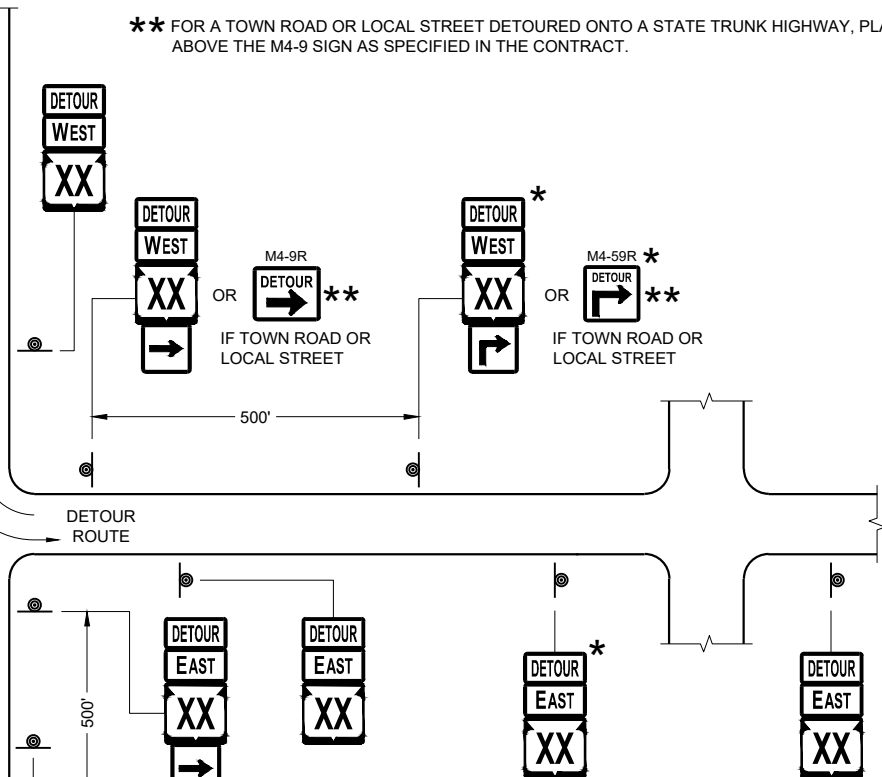 ** FOR A TOWN ROAD OR LOCAL STREET DETOURED ONTO A STATE TRUNK HIGHWAY,
ABOVE THE M4-9 SIGN AS SPECIFIED IN THE CONTRACT.
DETOUR
WEST
XX
DETOUR
WEST
XX
OR
M4-9R
DETOUR
**
IF TOWN ROAD OR
LOCAL STREET
DETOUR
*
WEST
XX
OR
M4-59R *
DETOUR
**
IF TOWN ROAD OR
LOCAL STREET
500'
DETOUR
ROUTE
500'
DETOUR
EAST
XX
DETOUR
EAST
XX
DETOUR
*
EAST
XX
DETOUR
EAST
XX